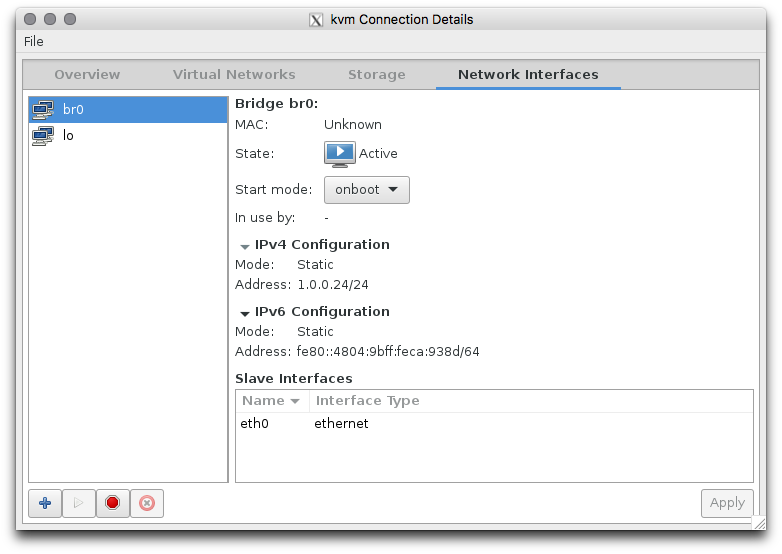 kvm Connection Details
File
Overview Virtual Networks Storage Network Interfaces
br0
lo
Bridge br0:
MAC: Unknown
State: Active
Start mode: onboot
In use by: -
IPv4 Configuration
Mode: Static
Address: 1.0.0.24/24
IPv6 Configuration
Mode: Static
Address: fe80::4804:9bff:feca:938d/64
Slave Interfaces
Name Interface Type
eth0 ethernet
Apply